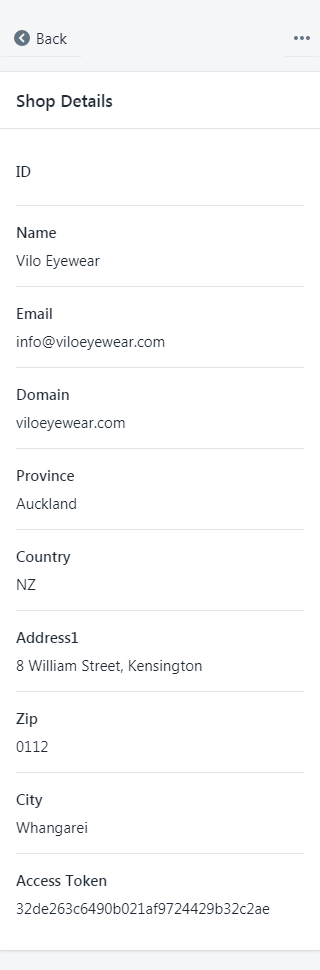 Back
Shop Details
ID
Name
Vilo Eyewear
Email
info@viloeyewear.com
Domain
viloeyewear.com
Province
Auckland
Country
NZ
Address1
8 William Street, Kensington
Zip
0112
City
Whangarei
Access Token
32de263c6490b021af9724429b32c2ae